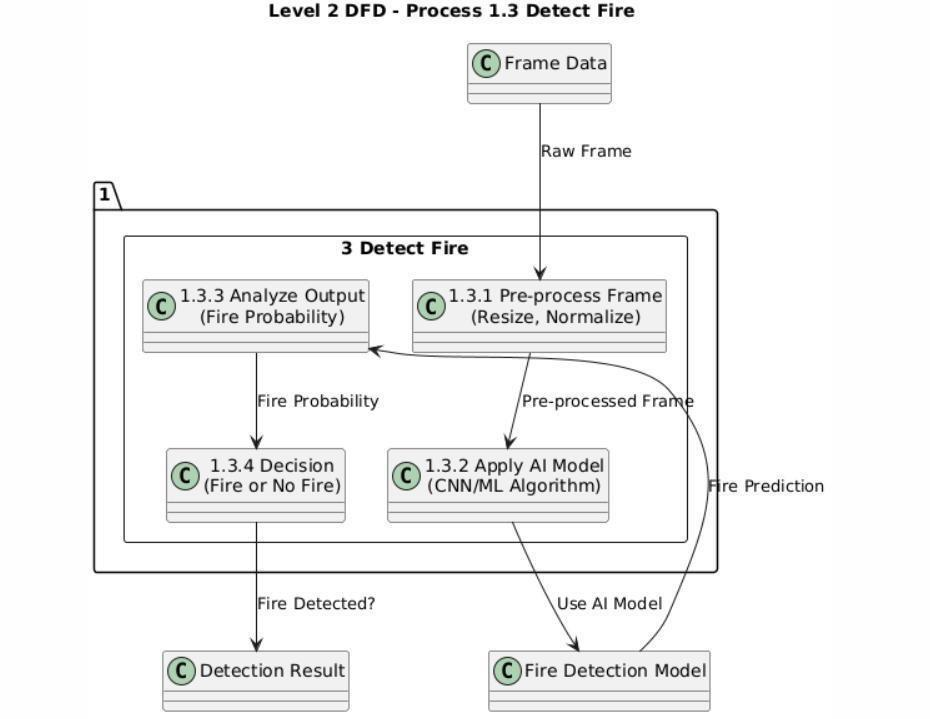 Level 2 DFD - Process 1.3 Detect Fire
C Frame Data
Raw Frame
1
3 Detect Fire
C 1.3.3 Analyze Output
(Fire Probability)
C 1.3.1 Pre-process Frame
(Resize, Normalize)
Fire Probability
Pre-processed Frame
C 1.3.4 Decision
(Fire or No Fire)
C 1.3.2 Apply AI Model
(CNN/ML Algorithm)
Fire Prediction
Fire Detected?
Use AI Model
C Detection Result
C Fire Detection Model